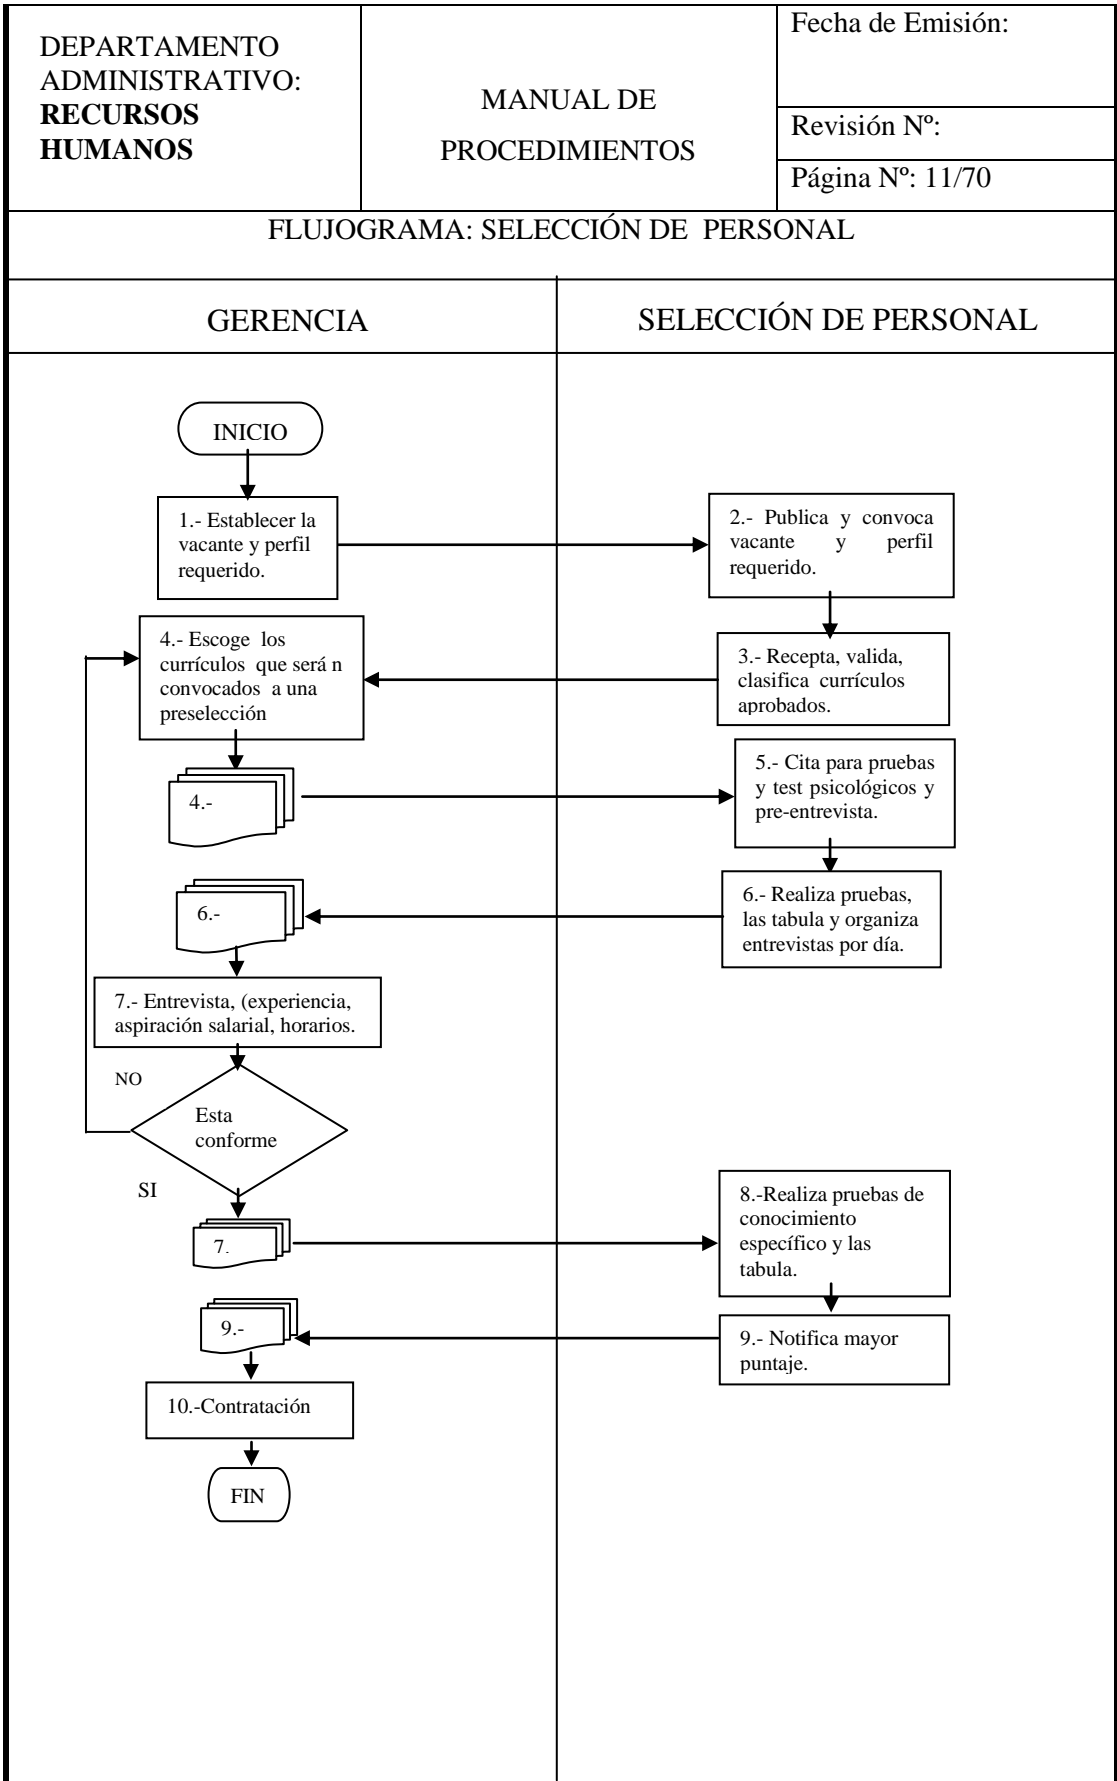 DEPARTAMENTO
ADMINISTRATIVO:
RECURSOS
HUMANOS
MANUAL DE
PROCEDIMIENTOS
Fecha de Emisión:
Revisión Nº:
Página Nº: 11/70
FLUJOGRAMA: SELECCIÓN DE PERSONAL
GERENCIA
SELECCIÓN DE PERSONAL
INICIO
1.- Establecer la
vacante y perfil
requerido.
2.- Publica y convoca
vacante y perfil
requerido.
3.- Recepta, valida,
clasifica currículos
aprobados.
4.- Escoge los
currículos que será n
convocados a una
preselección
4.-
5.- Cita para pruebas
y test psicológicos y
pre-entrevista.
6.- Realiza pruebas,
las tabula y organiza
entrevistas por día.
6.-
7.- Entrevista, (experiencia,
aspiración salarial, horarios.
NO
Esta
conforme
SI
7.
8.-Realiza pruebas de
conocimiento
específico y las
tabula.
9.- Notifica mayor
puntaje.
9.-
10.-Contratación
FIN